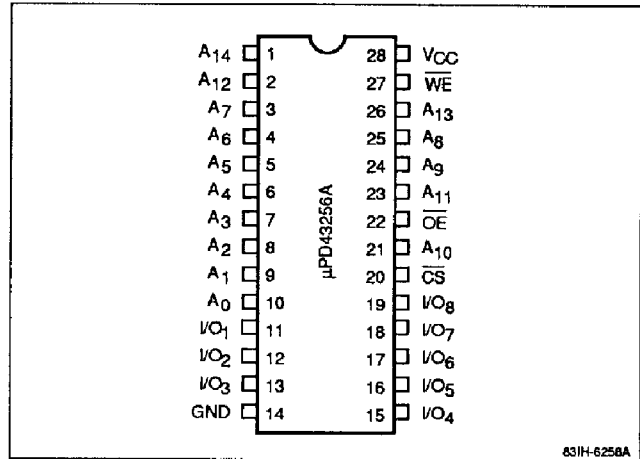 A14 1 28 VCC
A12 2 27 WE
A7 3 26 A13
A6 4 25 A8
A5 5 24 A9
A4 6 23 A11
A3 7 22 OE
A2 8 21 A10
A1 9 20 CS
A0 10 19 I/O8
I/O1 11 18 I/O7
I/O2 12 17 I/O6
I/O3 13 16 I/O5
GND 14 15 I/O4
µPD43256A
83IH-6258A